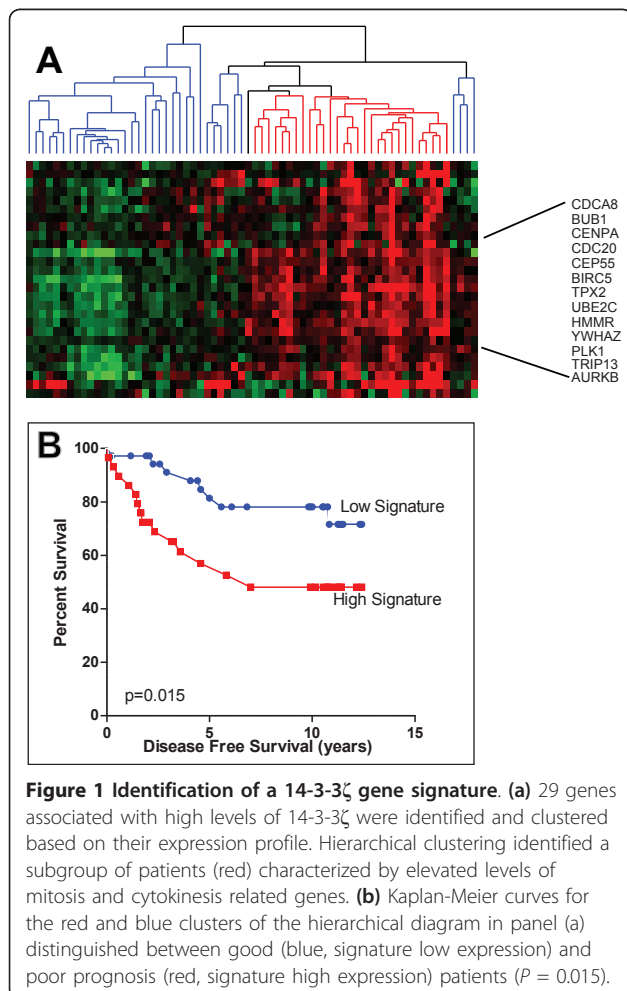 A
CDCA8
BUB1
CENPA
CDC20
CEP55
BIRC5
TPX2
UBE2C
HMMR
YWHAZ
PLK1
TRIP13
AURKB
B
100
80
60
40
20
0
Percent Survival
Low Signature
High Signature
p=0.015
0 5 10 15
Disease Free Survival (years)
Figure 1 Identification of a 14-3-3ζ gene signature. (a) 29 genes
associated with high levels of 14-3-3ζ were identified and clustered
based on their expression profile. Hierarchical clustering identified a
subgroup of patients (red) characterized by elevated levels of
mitosis and cytokinesis related genes. (b) Kaplan-Meier curves for
the red and blue clusters of the hierarchical diagram in panel (a)
distinguished between good (blue, signature low expression) and
poor prognosis (red, signature high expression) patients (P = 0.015).